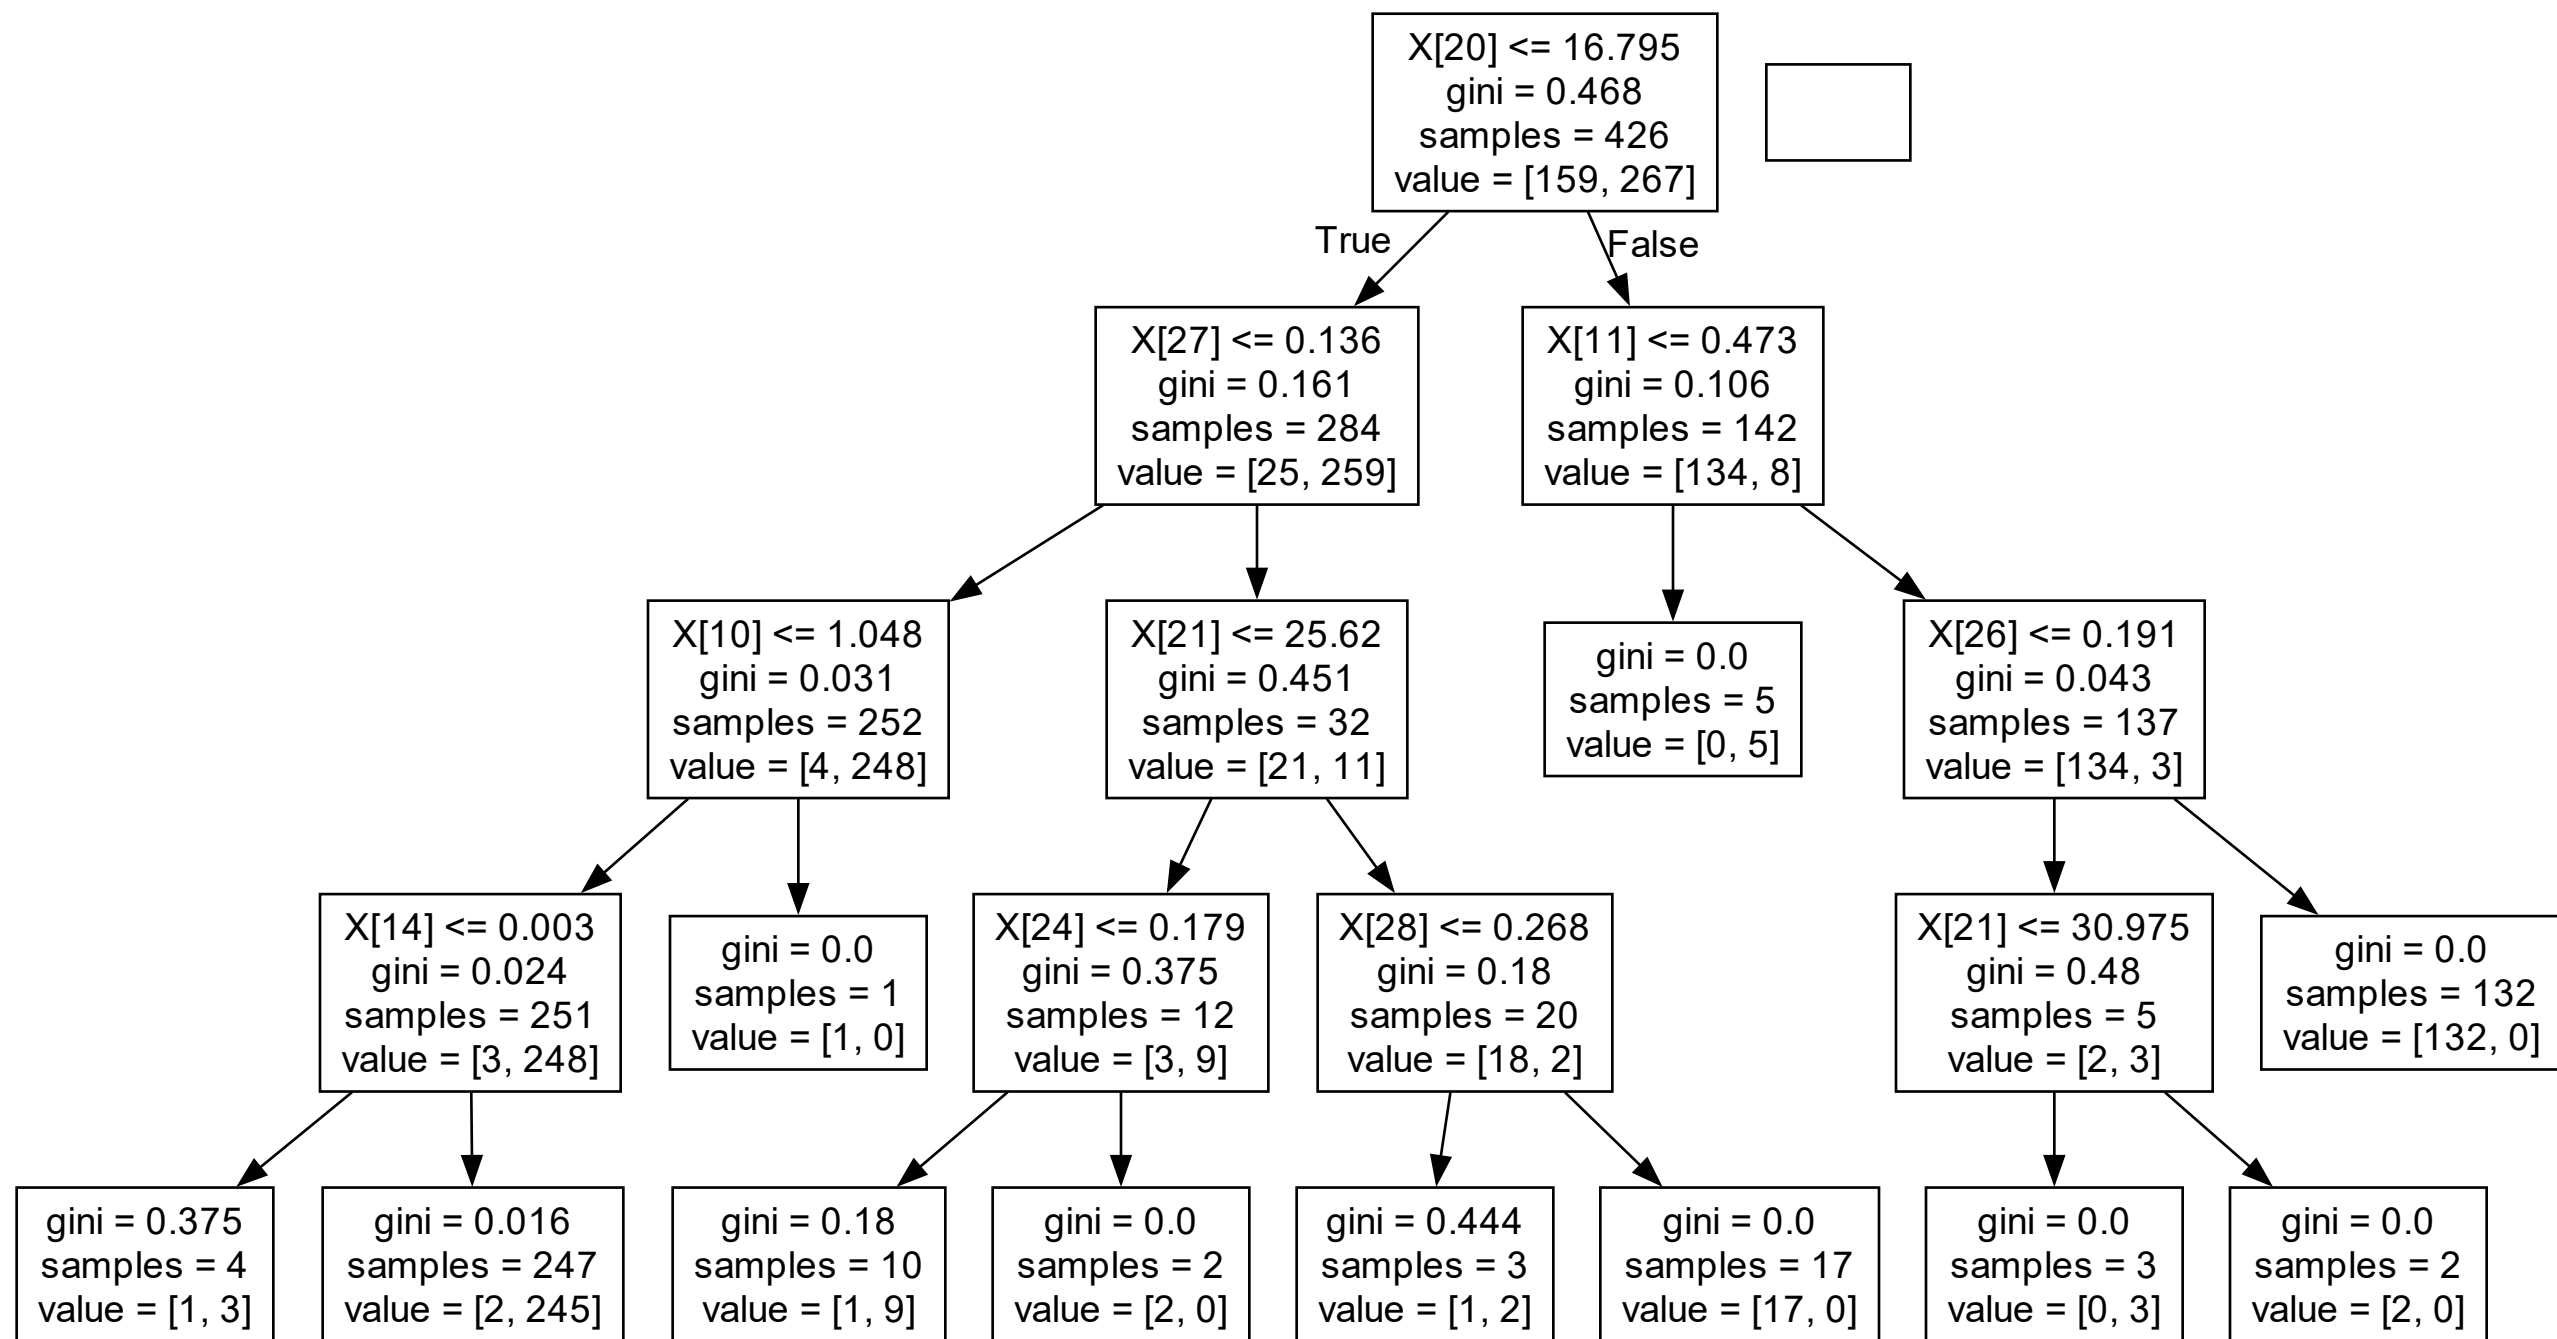 X[20] <= 16.795
gini = 0.468
samples = 426
value = [159, 267]
True
False
X[27] <= 0.136
gini = 0.161
samples = 284
value = [25, 259]
X[11] <= 0.473
gini = 0.106
samples = 142
value = [134, 8]
X[10] <= 1.048
gini = 0.031
samples = 252
value = [4, 248]
X[21] <= 25.62
gini = 0.451
samples = 32
value = [21, 11]
gini = 0.0
samples = 5
value = [0, 5]
X[26] <= 0.191
gini = 0.043
samples = 137
value = [134, 3]
X[14] <= 0.003
gini = 0.024
samples = 251
value = [3, 248]
gini = 0.0
samples = 1
value = [1, 0]
X[24] <= 0.179
gini = 0.375
samples = 12
value = [3, 9]
X[28] <= 0.268
gini = 0.18
samples = 20
value = [18, 2]
X[21] <= 30.975
gini = 0.48
samples = 5
value = [2, 3]
gini = 0.0
samples = 132
value = [132, 0]
gini = 0.375
samples = 4
value = [1, 3]
gini = 0.016
samples = 247
value = [2, 245]
gini = 0.18
samples = 10
value = [1, 9]
gini = 0.0
samples = 2
value = [2, 0]
gini = 0.444
samples = 3
value = [1, 2]
gini = 0.0
samples = 17
value = [17, 0]
gini = 0.0
samples = 3
value = [0, 3]
gini = 0.0
samples = 2
value = [2, 0]